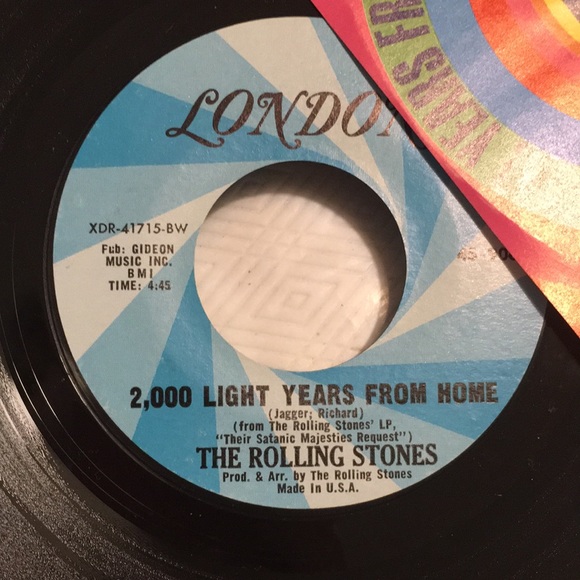 LONDON
XDR-41715-BW
Pub: GIDEON
MUSIC INC.
BMI
TIME: 4:45
2,000 LIGHT YEARS FROM HOME
(Jagger; Richard)
(from The Rolling Stones' LP,
"Their Satanic Majesties Request")
THE ROLLING STONES
Prod. & Arr. by The Rolling Stones
Made In U.S.A.
YEARS FR